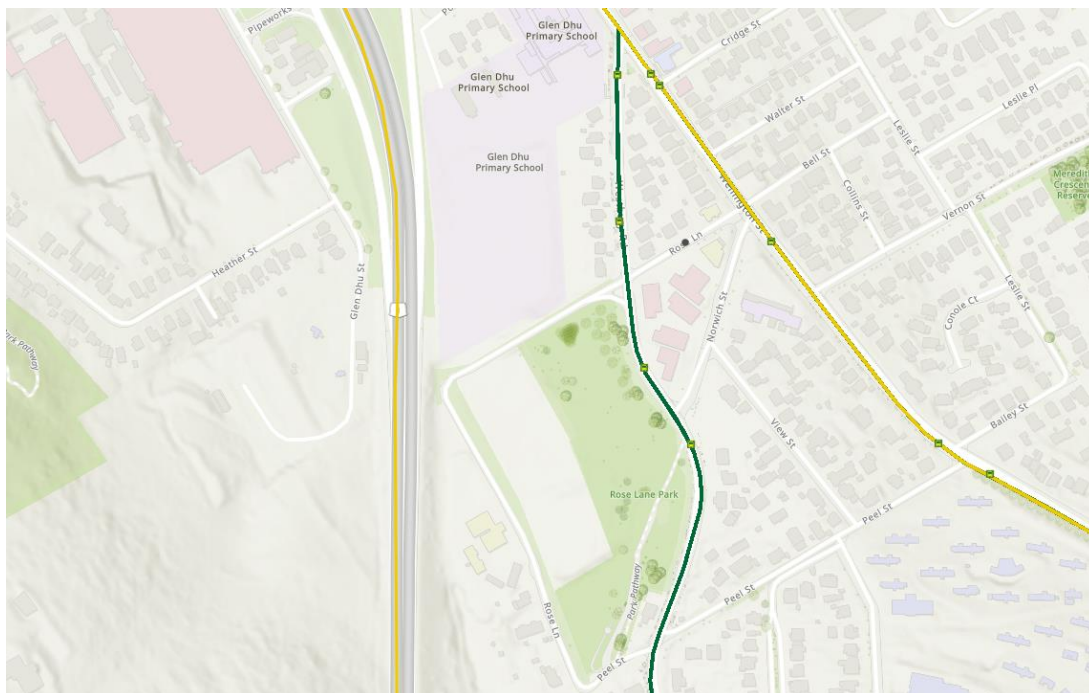 Pipeworks
Glen Dhu
Primary School
Cridge St
Glen Dhu
Primary School
Walter St
Leslie Pl
Leslie St
Glen Dhu
Primary School
Bell St
Collins St
Vernon St
Wellington St
Rose Ln
Heather St
Glen Dhu St
Norwich St
Leslie St
Conole Ct
Park Pathway
View St
Bailey St
Rose Lane Park
Peel St
Park Pathway
Peel St
Rose Ln
Peel St